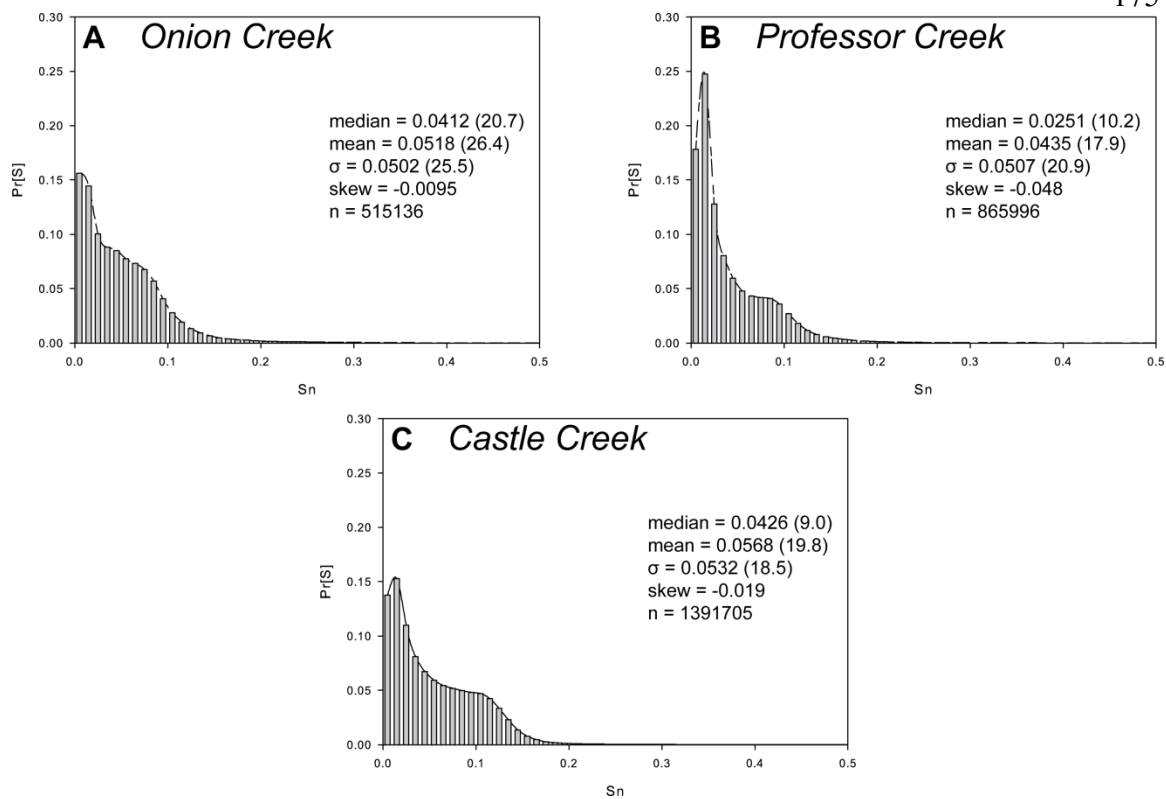 175
A Onion Creek
0.30
0.25
0.20
0.15
0.10
0.05
0.00
Pr[S]
median = 0.0412 (20.7)
mean = 0.0518 (26.4)
σ = 0.0502 (25.5)
skew = -0.0095
n = 515136
0.0 0.1 0.2 0.3 0.4 0.5
Sn
B Professor Creek
0.30
0.25
0.20
0.15
0.10
0.05
0.00
Pr[S]
median = 0.0251 (10.2)
mean = 0.0435 (17.9)
σ = 0.0507 (20.9)
skew = -0.048
n = 865996
0.0 0.1 0.2 0.3 0.4 0.5
Sn
C Castle Creek
0.30
0.25
0.20
0.15
0.10
0.05
0.00
Pr[S]
median = 0.0426 (9.0)
mean = 0.0568 (19.8)
σ = 0.0532 (18.5)
skew = -0.019
n = 1391705
0.0 0.1 0.2 0.3 0.4 0.5
Sn